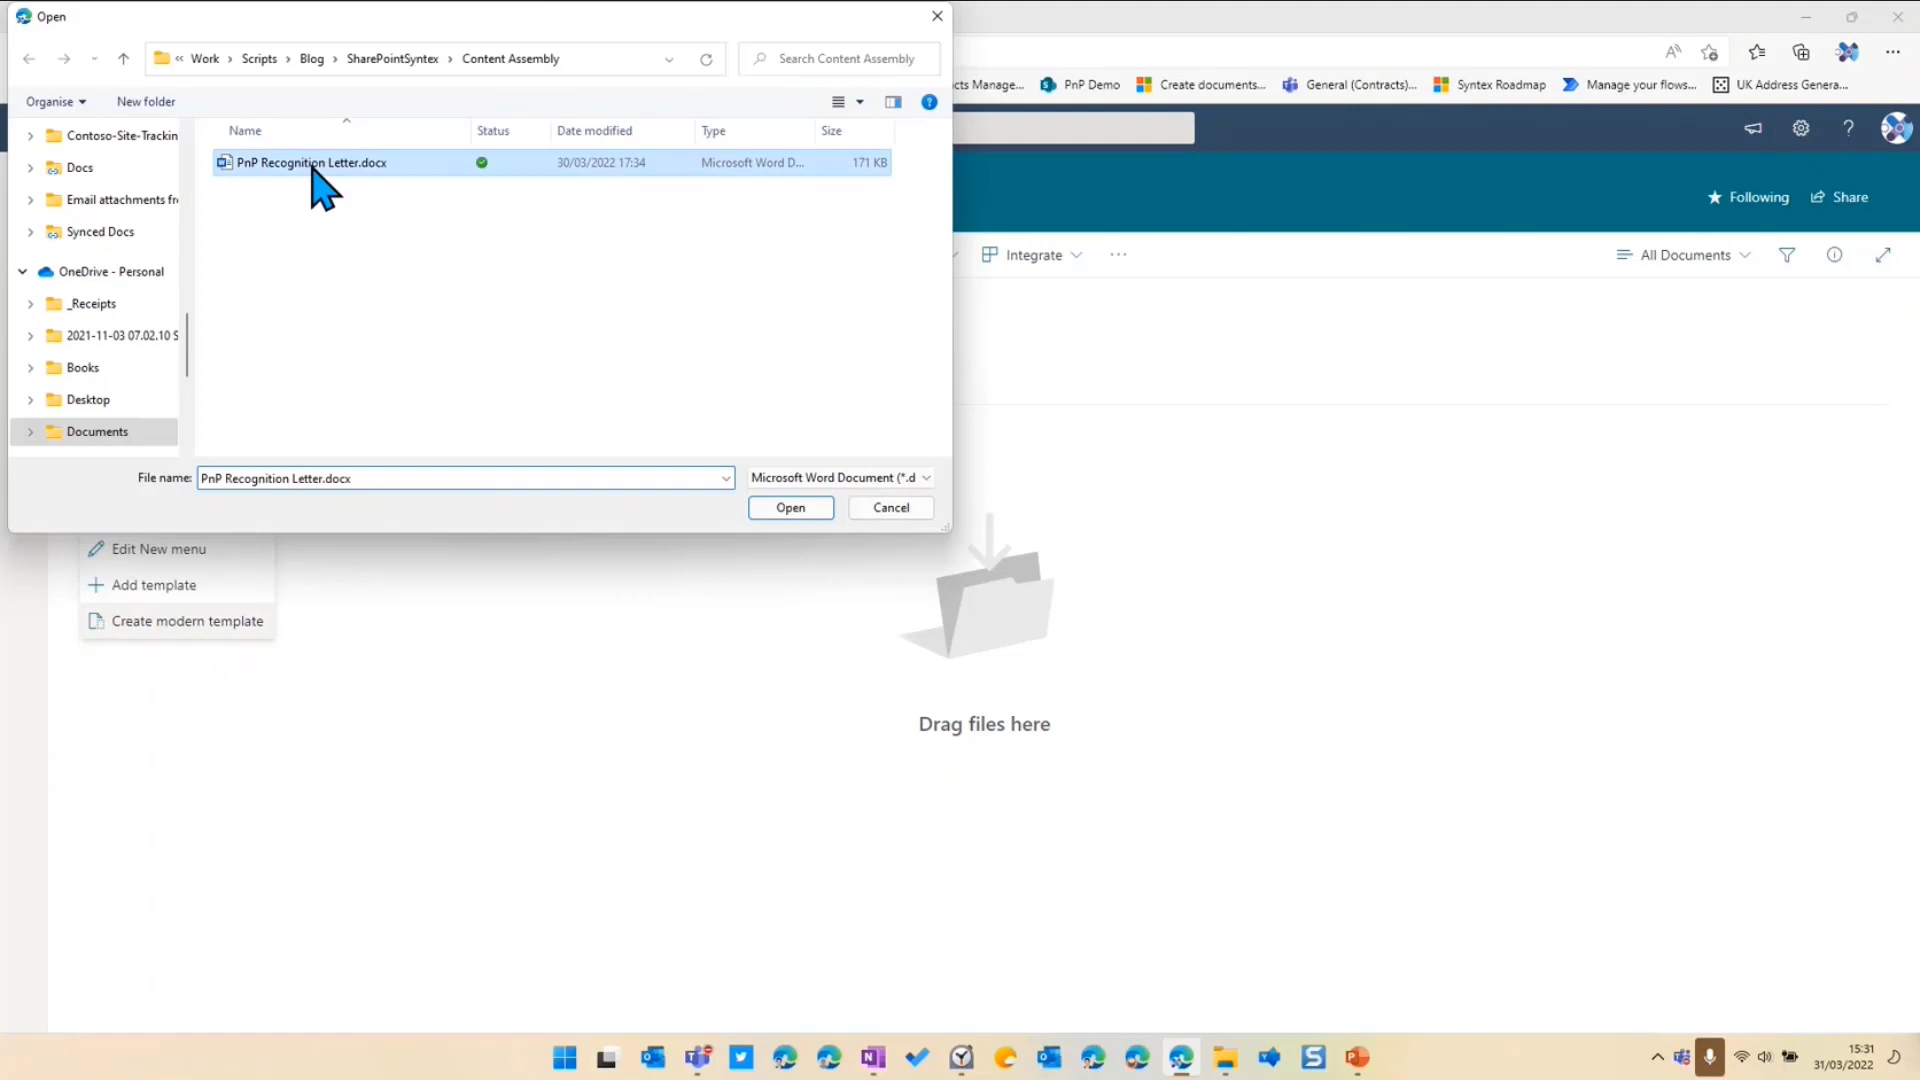 Open
« Work › Scripts › Blog › SharePointSyntex › Content Assembly
Search Content Assembly
cts Manage...
PnP Demo
Create documents...
General (Contracts)...
Syntex Roadmap
Manage your flows...
UK Address Genera...
Organise
New folder
Name
Status
Date modified
Type
Size
PnP Recognition Letter.docx
30/03/2022 17:34
Microsoft Word D...
171 KB
Contoso-Site-Trackin
Docs
Email attachments fr
Synced Docs
OneDrive - Personal
_Receipts
2021-11-03 07.02.10 S
Books
Desktop
Documents
File name:
PnP Recognition Letter.docx
Microsoft Word Document (*.d
Open
Cancel
Following
Share
Integrate
···
All Documents
Edit New menu
Add template
Create modern template
Drag files here
15:31
31/03/2022